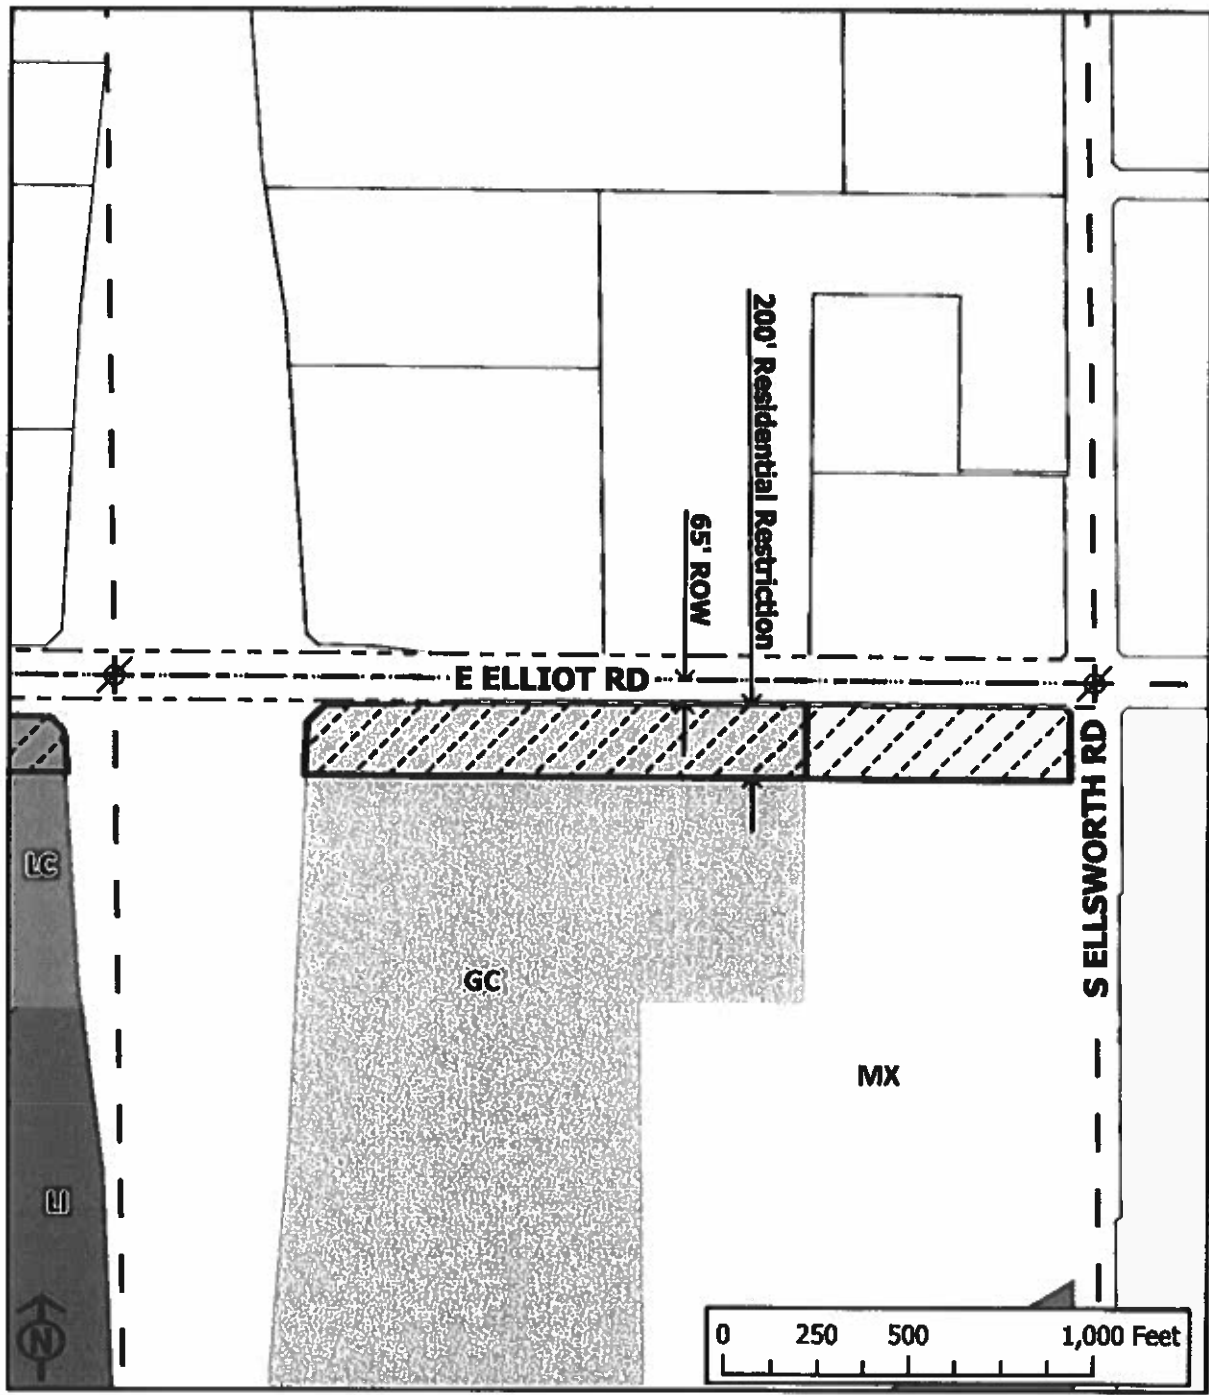 200' Residential Restriction
65' ROW
E ELLIOT RD
S ELLSWORTH RD
LC
GC
MX
LI
N
0 250 500 1,000 Feet